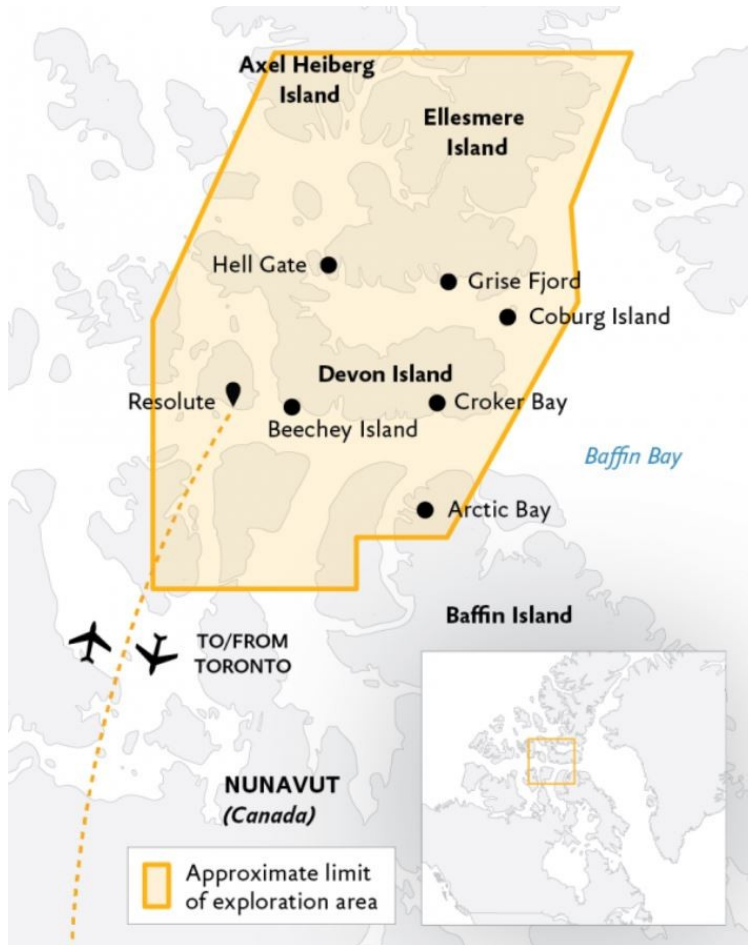 Axel Heiberg
Island
Ellesmere
Island
Hell Gate
Grise Fjord
Coburg Island
Devon Island
Resolute
Croker Bay
Beechey Island
Baffin Bay
Arctic Bay
Baffin Island
TO/FROM
TORONTO
NUNAVUT
(Canada)
Approximate limit
of exploration area